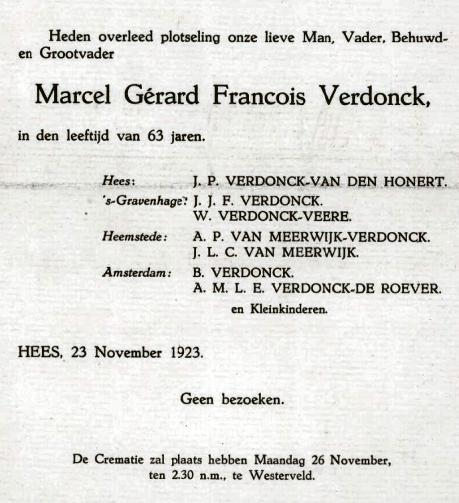 Heden overleed plotseling onze lieve Man, Vader, Behuwd-
en Grootvader
Marcel Gérard Francois Verdonck,
in den leeftijd van 63 jaren.
Hees: J. P. VERDONCK-VAN DEN HONERT.
's-Gravenhage: J. J. F. VERDONCK.
W. VERDONCK-VEERE.
Heemstede: A. P. VAN MEERWIJK-VERDONCK.
J. L. C. VAN MEERWIJK.
Amsterdam: B. VERDONCK.
A. M. L. E. VERDONCK-DE ROEVER.
en Kleinkinderen.
HEES, 23 November 1923.
Geen bezoeken.
De Crematie zal plaats hebben Maandag 26 November,
ten 2.30 n.m., te Westerveld.